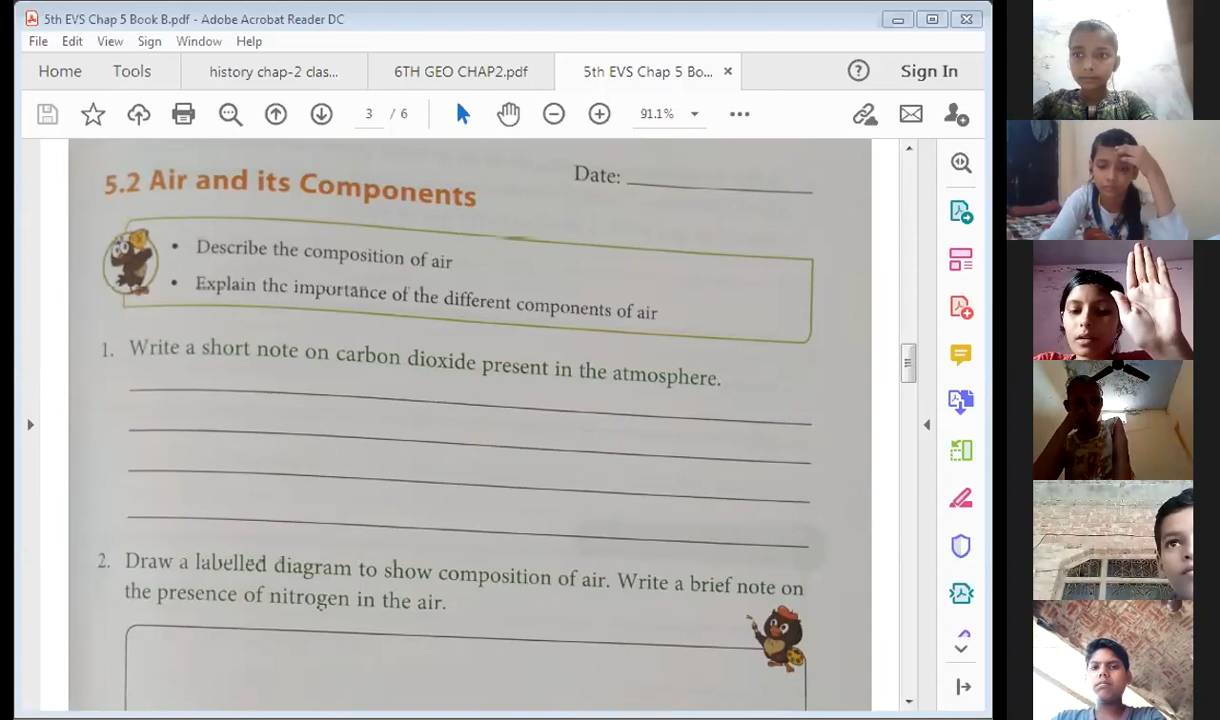 5th EVS Chap 5 Book B.pdf - Adobe Acrobat Reader DC
File Edit View Sign Window Help
Home Tools history chap-2 clas... 6TH GEO CHAP2.pdf 5th EVS Chap 5 Bo... × Sign In
3 / 6 91.1%
5.2 Air and its Components Date:
• Describe the composition of air
• Explain the importance of the different components of air
1. Write a short note on carbon dioxide present in the atmosphere.
2. Draw a labelled diagram to show composition of air. Write a brief note on
the presence of nitrogen in the air.